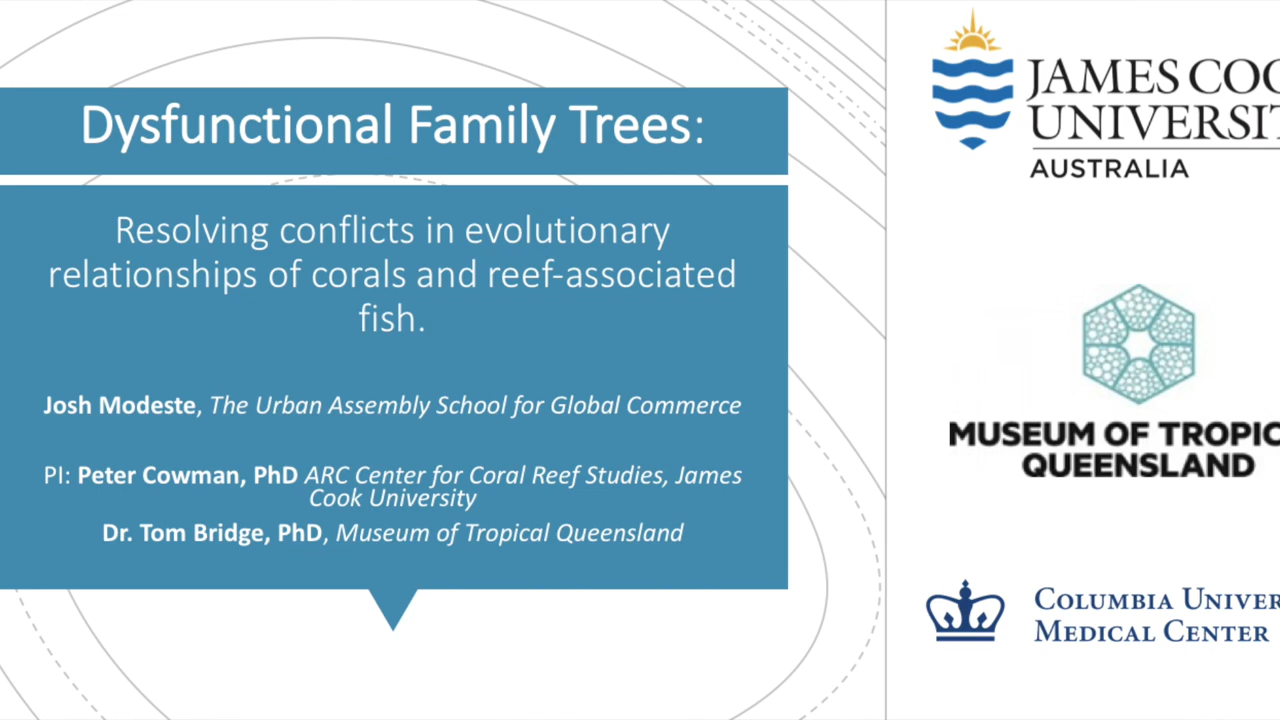 Dysfunctional Family Trees:
Resolving conflicts in evolutionary
relationships of corals and reef-associated
fish.
Josh Modeste, The Urban Assembly School for Global Commerce
PI: Peter Cowman, PhD ARC Center for Coral Reef Studies, James
Cook University
Dr. Tom Bridge, PhD, Museum of Tropical Queensland
JAMES COO
UNIVERSIT
AUSTRALIA
MUSEUM OF TROPIC
QUEENSLAND
COLUMBIA UNIVER
MEDICAL CENTER